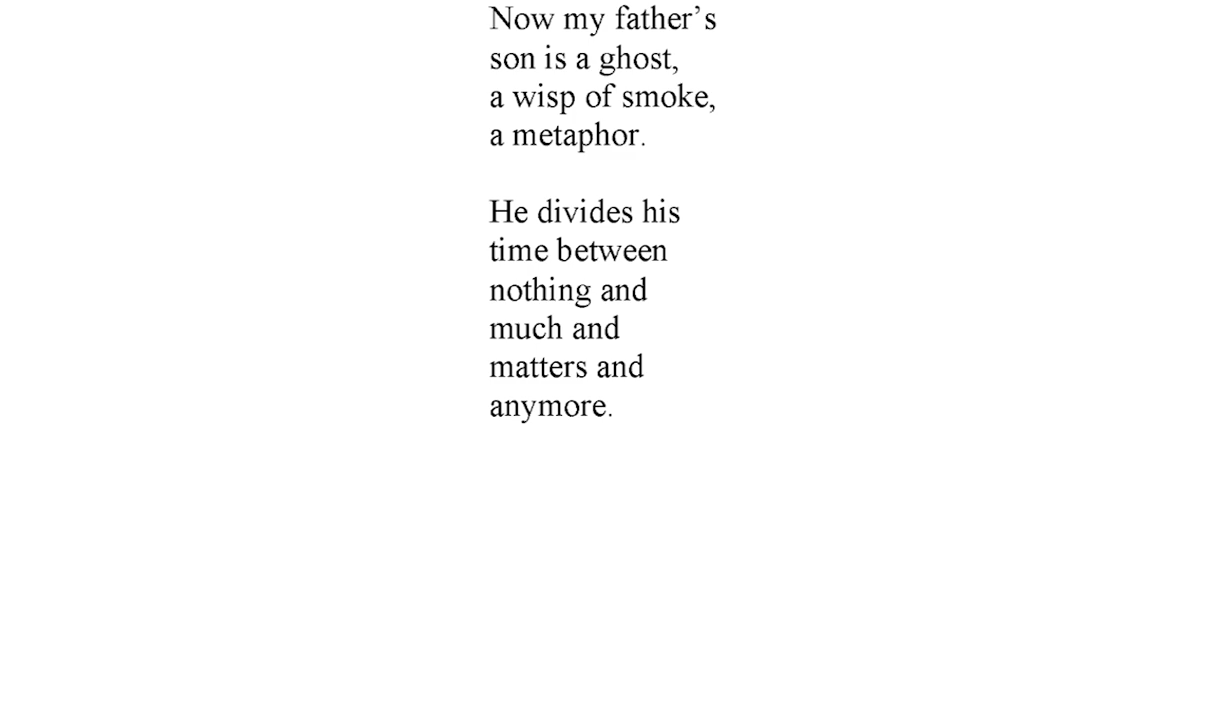 Now my father’s
son is a ghost,
a wisp of smoke,
a metaphor.
He divides his
time between
nothing and
much and
matters and
anymore.